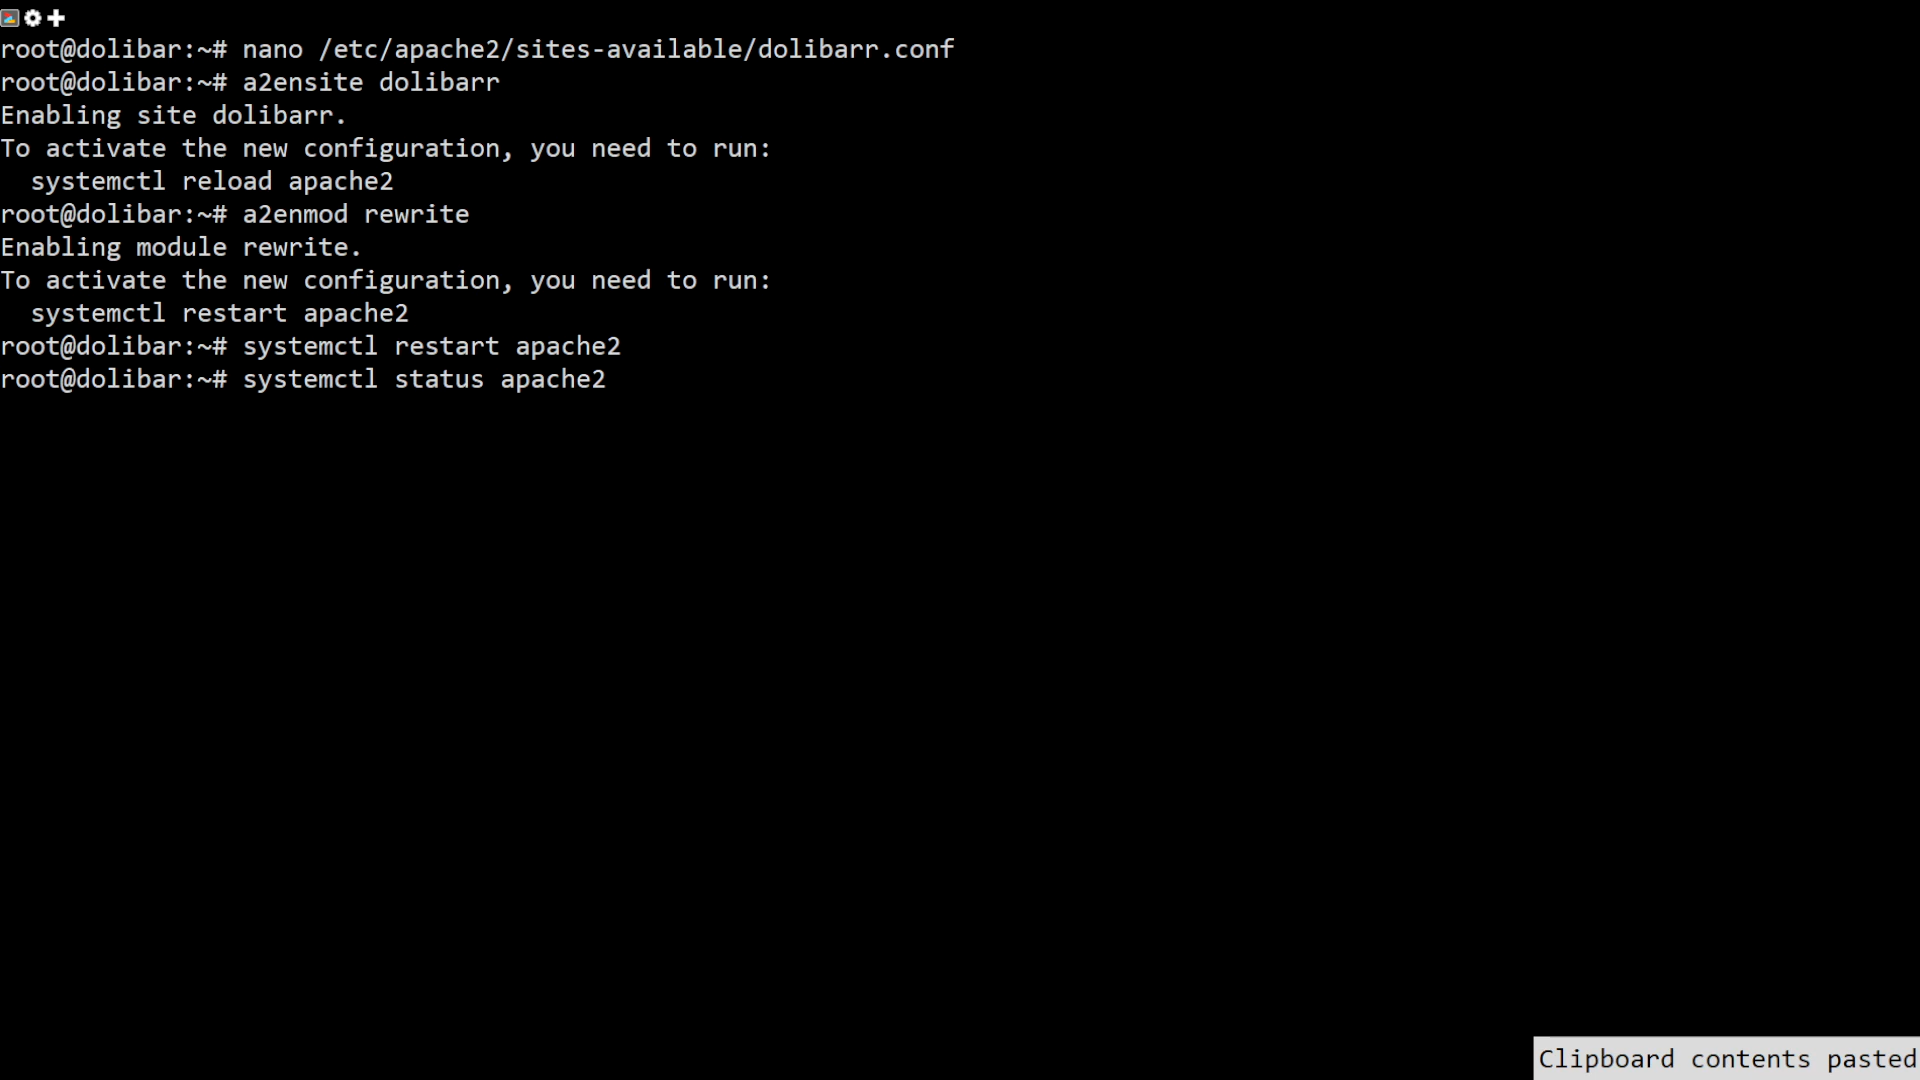 root@dolibar:~# nano /etc/apache2/sites-available/dolibarr.conf
root@dolibar:~# a2ensite dolibarr
Enabling site dolibarr.
To activate the new configuration, you need to run:
  systemctl reload apache2
root@dolibar:~# a2enmod rewrite
Enabling module rewrite.
To activate the new configuration, you need to run:
  systemctl restart apache2
root@dolibar:~# systemctl restart apache2
root@dolibar:~# systemctl status apache2
Clipboard contents pasted